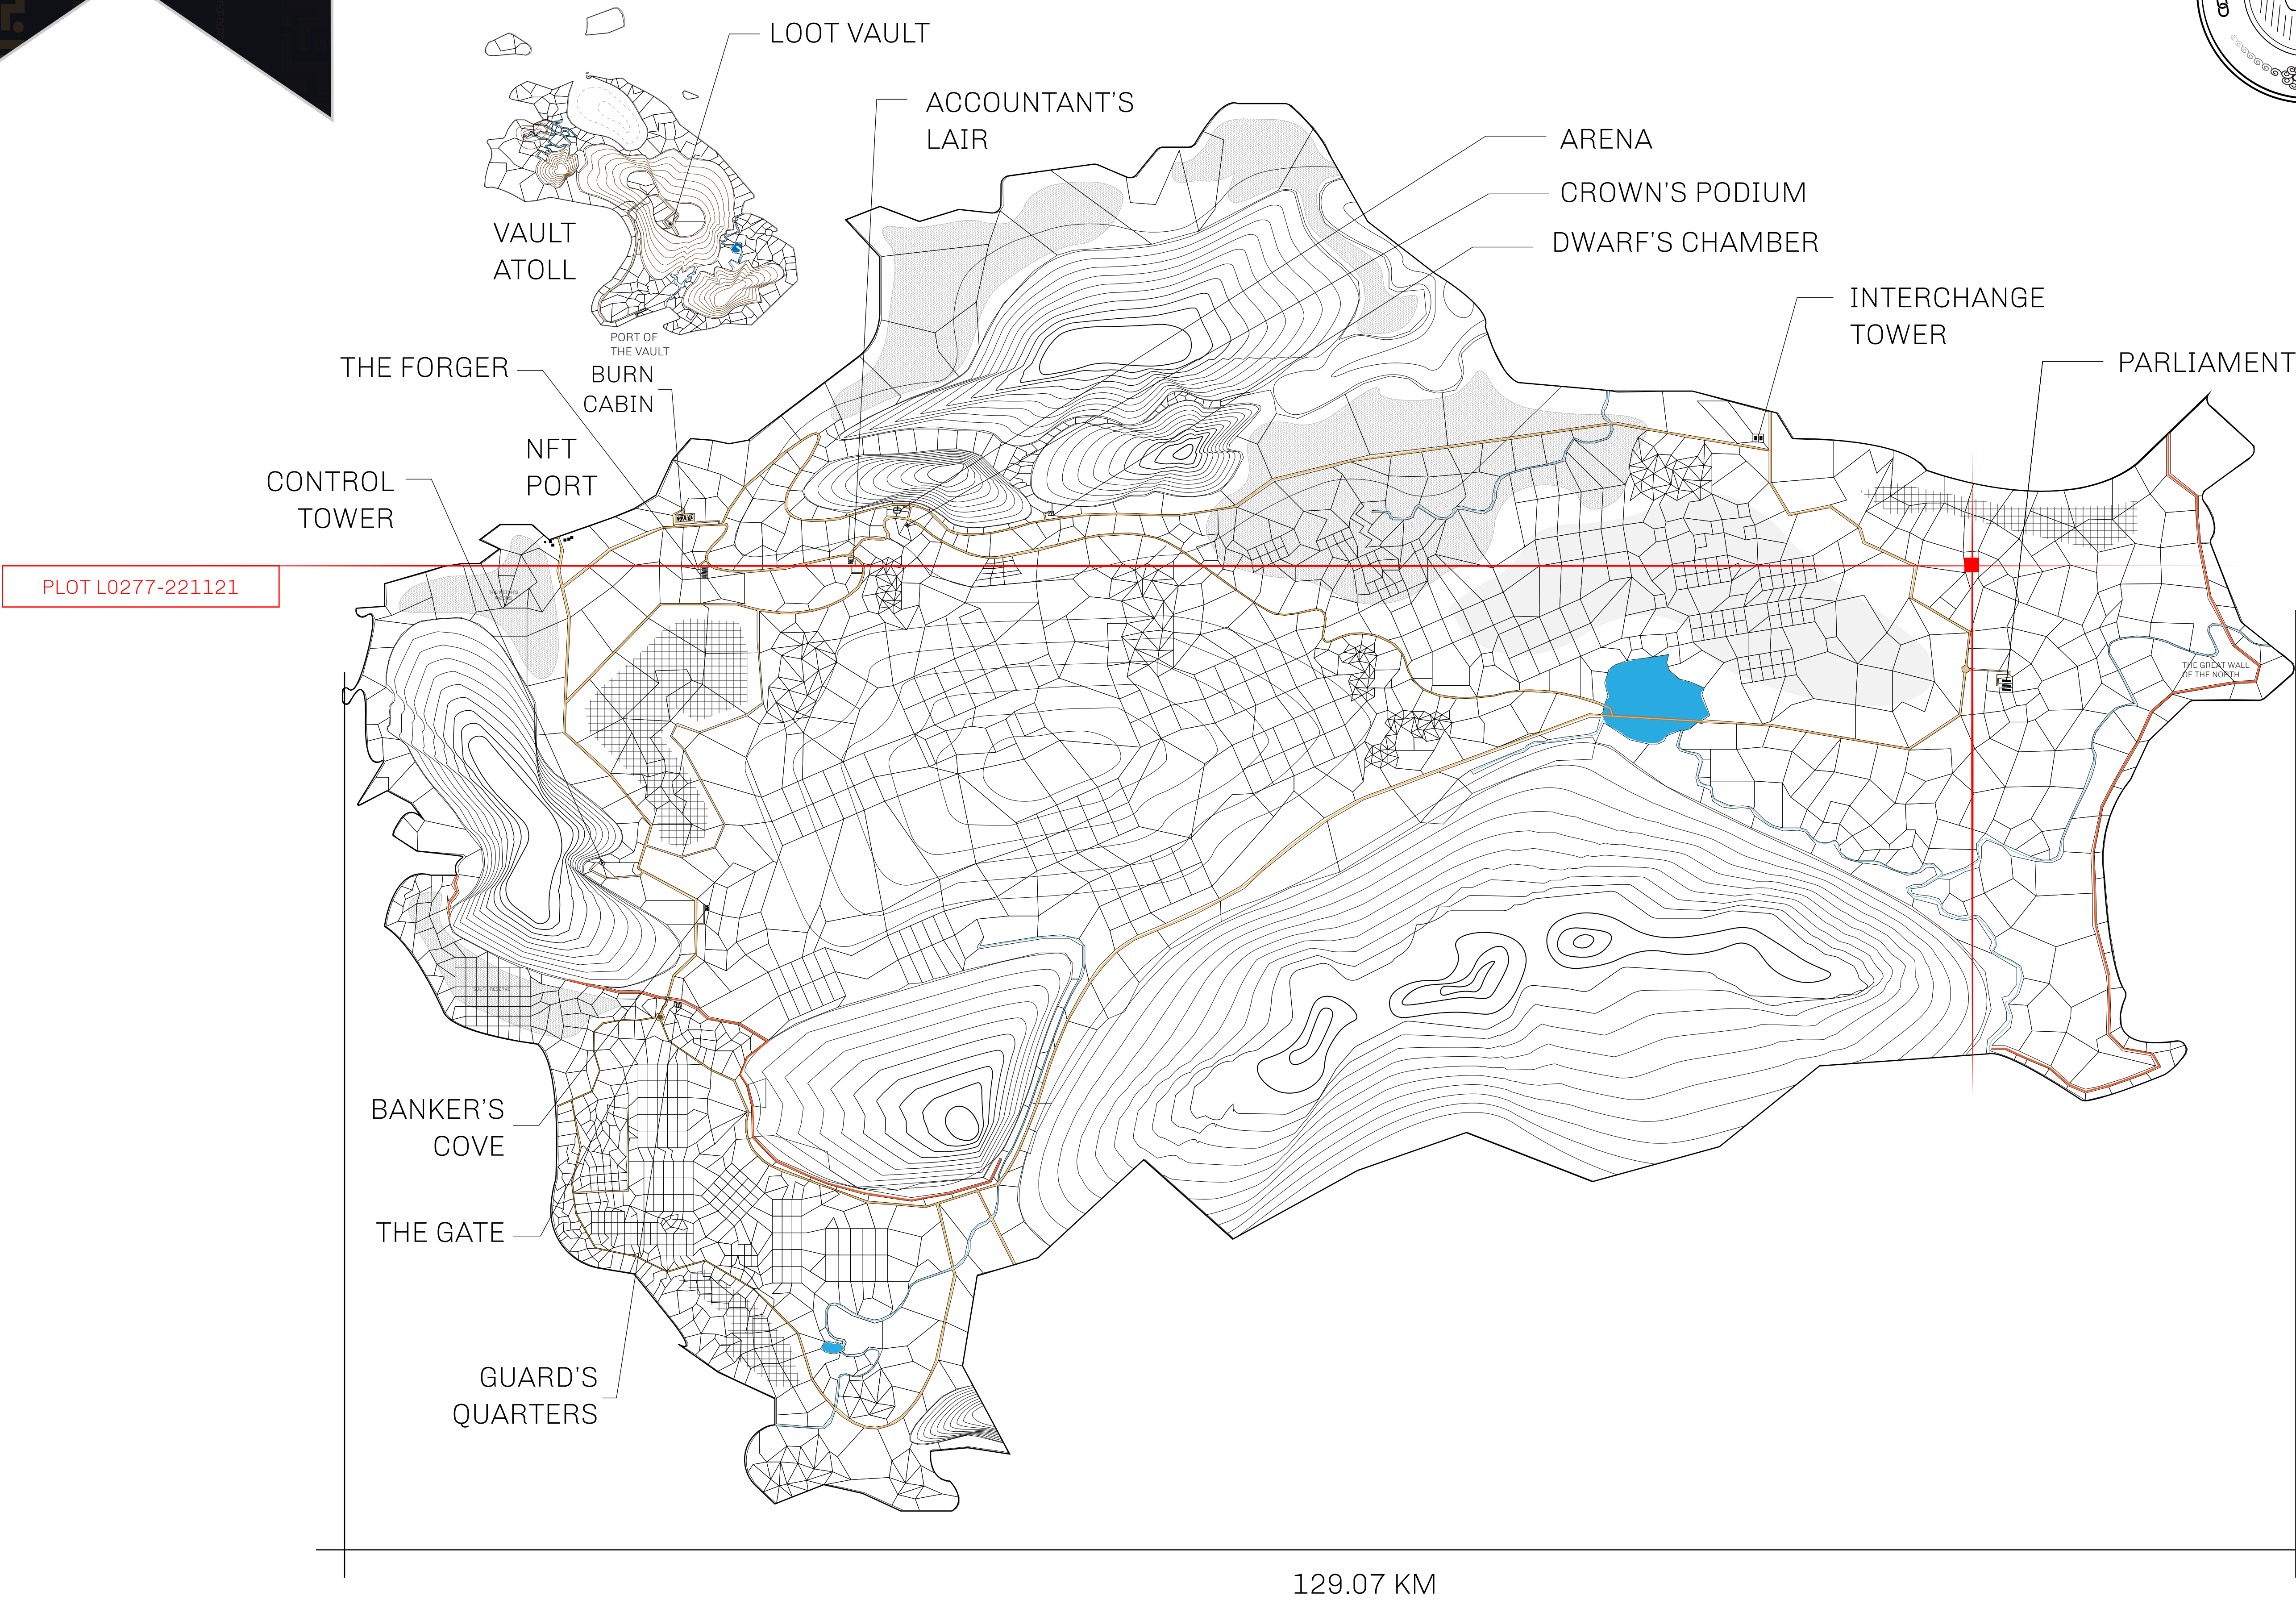 LOOT VAULT
ACCOUNTANT'S
LAIR
ARENA
CROWN'S PODIUM
DWARF'S CHAMBER
VAULT
ATOLL
INTERCHANGE
TOWER
PORT OF
THE VAULT
PARLIAMENT
THE FORGER
BURN
CABIN
NFT
PORT
CONTROL
TOWER
PLOT L0277-221121
THE GREAT WALL
OF THE NORTH
SOUTH RESERVE
BANKER'S
COVE
THE GATE
GUARD'S
QUARTERS
129.07 KM